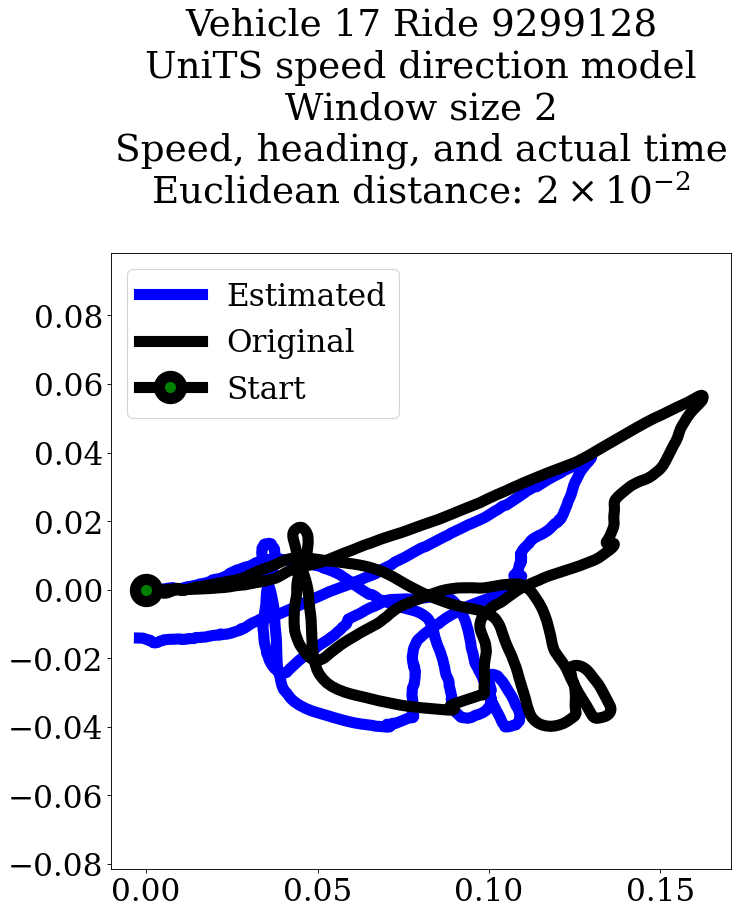 Vehicle 17 Ride 9299128
UniTS speed direction model
Window size 2
Speed, heading, and actual time
Euclidean distance: $2 \times 10^{-2}$
Estimated
Original
Start
0.08
0.06
0.04
0.02
0.00
−0.02
−0.04
−0.06
−0.08
0.00 0.05 0.10 0.15